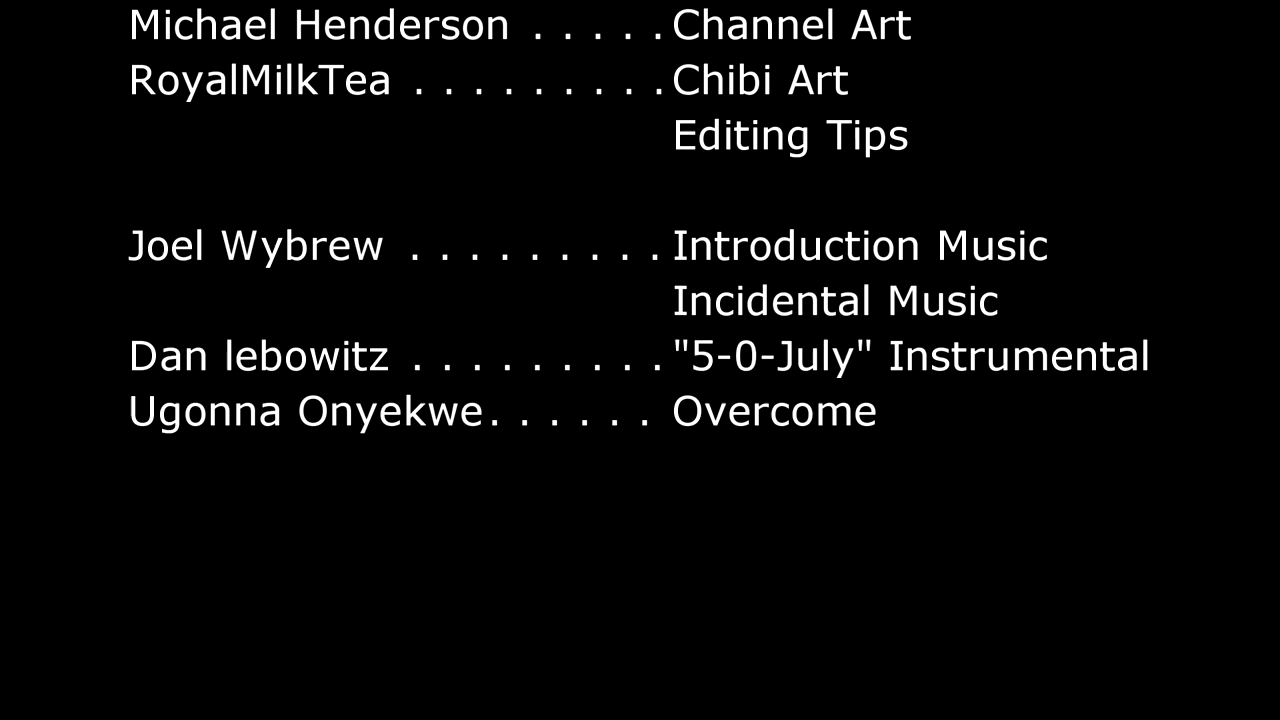 Michael Henderson . . . . . Channel Art
RoyalMilkTea . . . . . . . . . Chibi Art
Editing Tips
Joel Wybrew . . . . . . . . . Introduction Music
Incidental Music
Dan lebowitz . . . . . . . . . "5-0-July" Instrumental
Ugonna Onyekwe. . . . . . Overcome